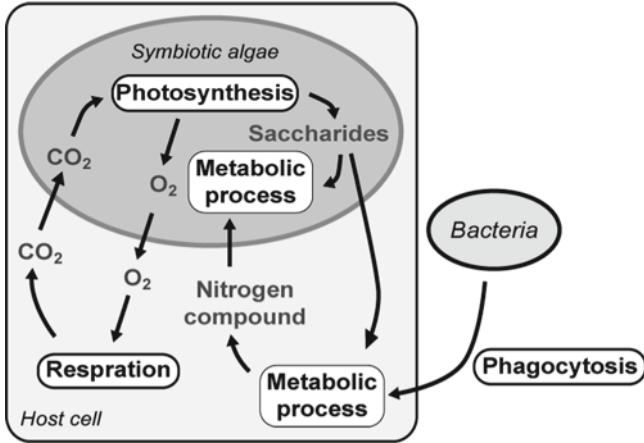 Symbiotic algae
Photosynthesis
Saccharides
CO2
Metabolic
process
O2
Bacteria
CO2
O2
Nitrogen
compound
Respration
Metabolic
process
Phagocytosis
Host cell